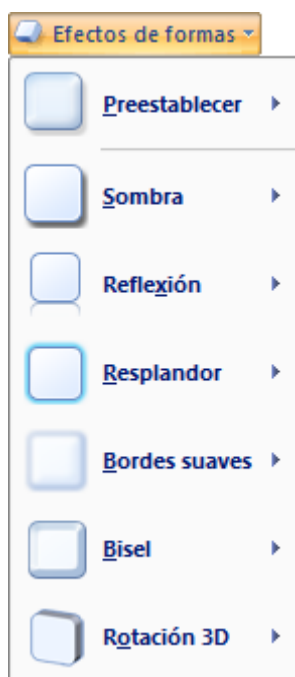 Efectos de formas
Preestablecer
Sombra
Reflexión
Resplandor
Bordes suaves
Bisel
Rotación 3D